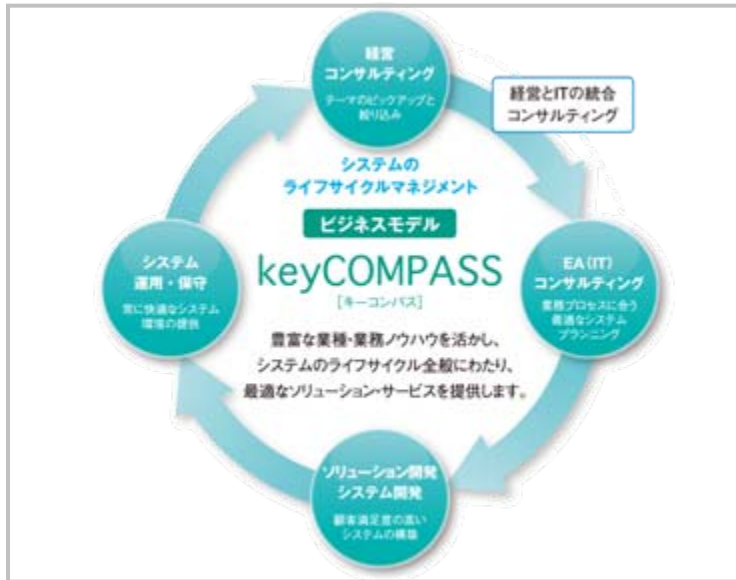 経営
コンサルティング
テーマのピックアップと
絞り込み
経営とITの統合
コンサルティング
システムの
ライフサイクルマネジメント
ビジネスモデル
keyCOMPASS
[キーコンパス]
豊富な業種・業務ノウハウを活かし、
システムのライフサイクル全般にわたり、
最適なソリューション・サービスを提供します。
EA(IT)
コンサルティング
業務プロセスに合う
最適なシステム
プランニング
ソリューション開発
システム開発
顧客満足度の高い
システムの構築
システム
運用・保守
常に快適なシステム
環境の提供